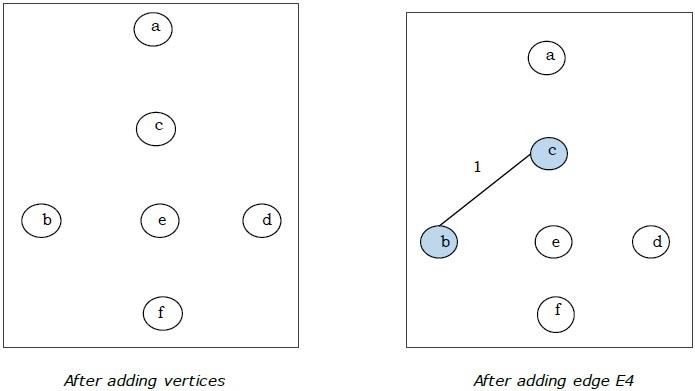 a
c
b e d
f
After adding vertices
a
c
1
b e d
f
After adding edge E4